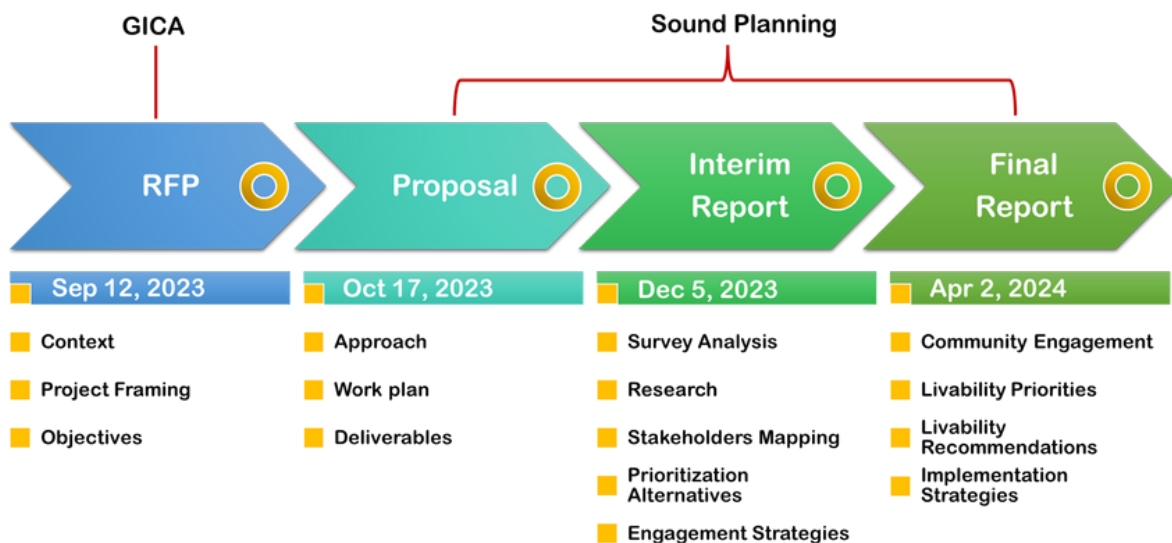 GICA
Sound Planning
RFP
Proposal
Interim
Report
Final
Report
Sep 12, 2023
Oct 17, 2023
Dec 5, 2023
Apr 2, 2024
Context
Project Framing
Objectives
Approach
Work plan
Deliverables
Survey Analysis
Research
Stakeholders Mapping
Prioritization
Alternatives
Engagement Strategies
Community Engagement
Livability Priorities
Livability
Recommendations
Implementation
Strategies